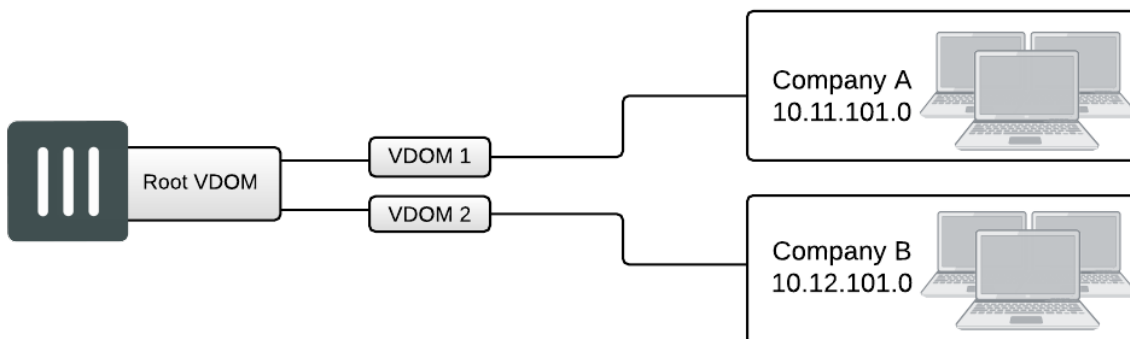 Root VDOM
VDOM 1
VDOM 2
Company A
10.11.101.0
Company B
10.12.101.0